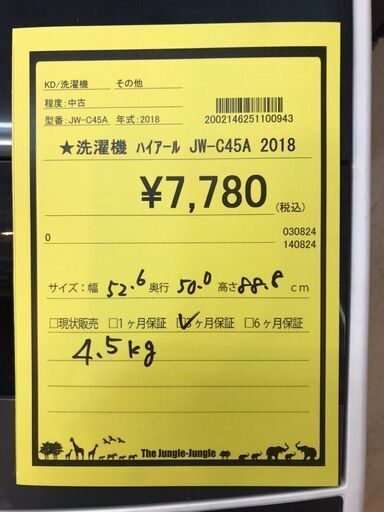 KD/洗濯機 その他
程度:中古
型番:JW-C45A 年式:2018
2002146251100943
★洗濯機 ハイアール JW-C45A 2018
¥7,780(税込)
030824
0 140824
サイズ:幅 52.6 奥行 50.0 高さ 88.8 cm
□現状販売 □1ヶ月保証 □3ヶ月保証 □6ヶ月保証
4.5kg
The Jungle-Jungle